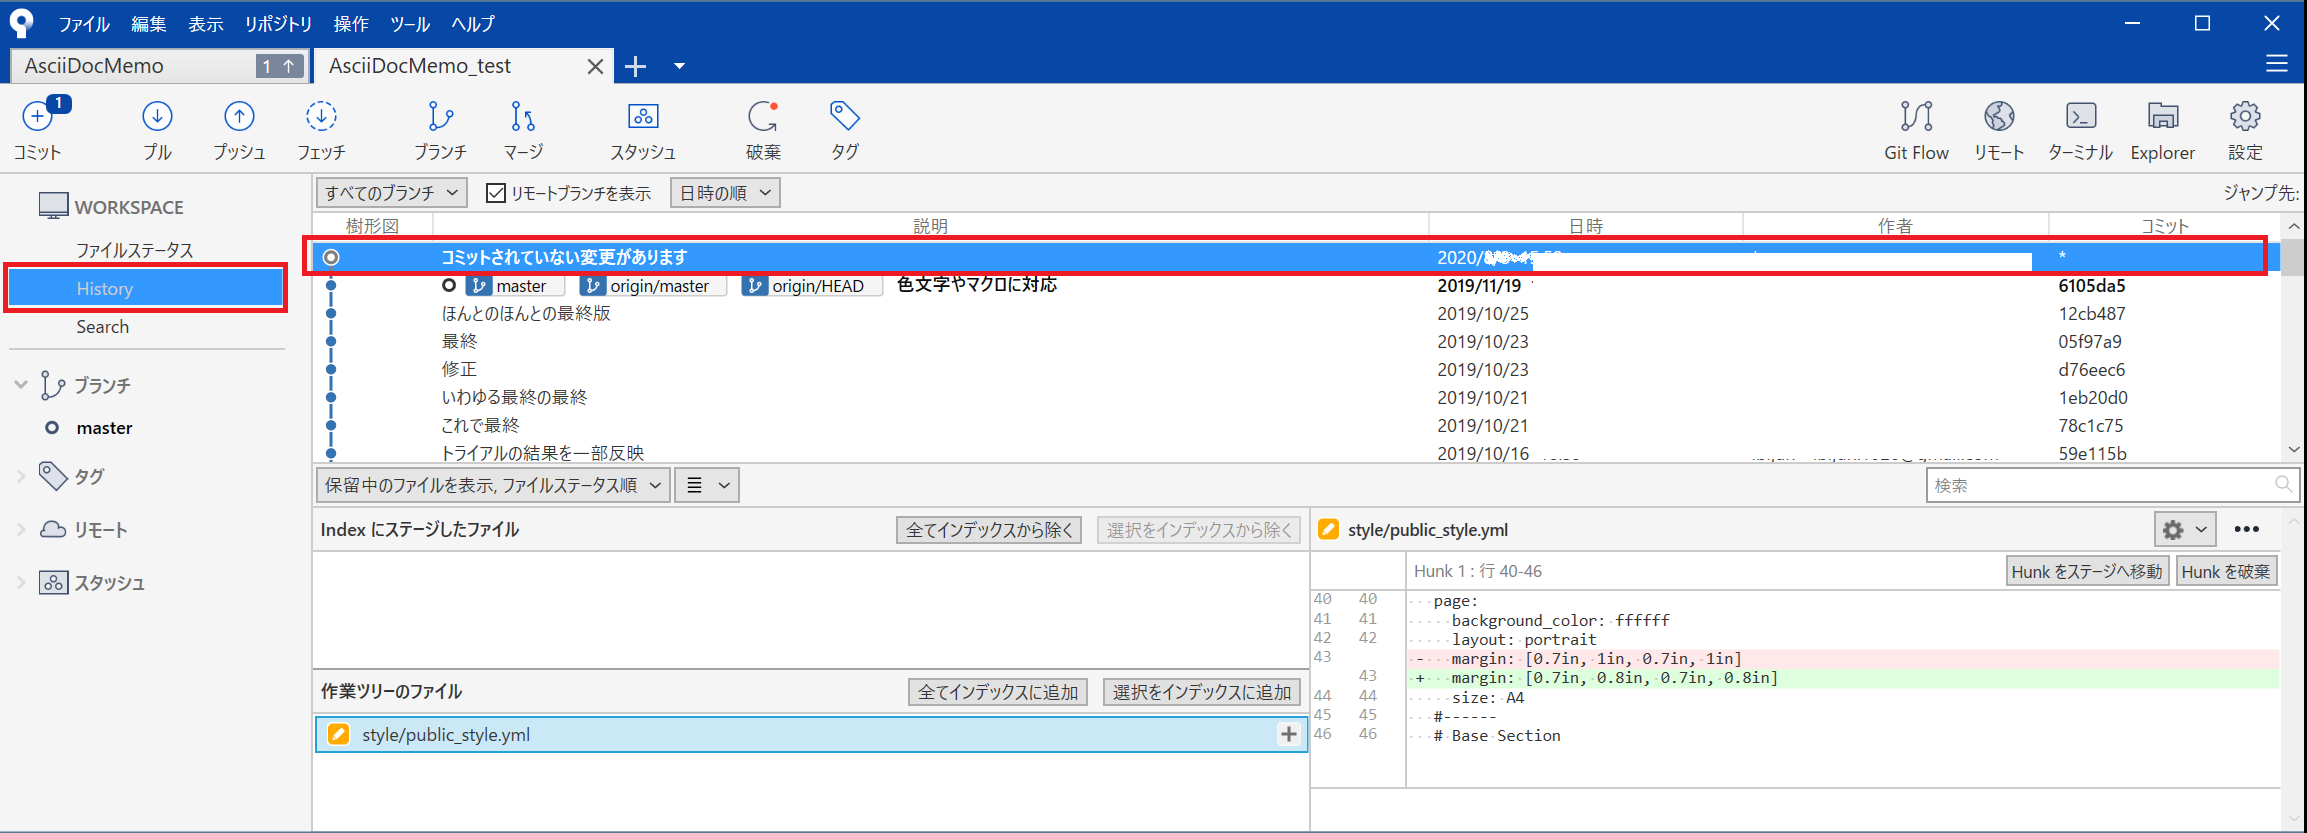 ファイル 編集 表示 リポジトリ 操作 ツール ヘルプ
AsciiDocMemo 1 ↑ AsciiDocMemo_test
1
コミット プル プッシュ フェッチ ブランチ マージ スタッシュ 破棄 タグ Git Flow リモート ターミナル Explorer 設定
WORKSPACE
ファイルステータス
History
Search
ブランチ
master
タグ
リモート
スタッシュ
すべてのブランチ リモートブランチを表示 日時の順 ジャンプ先:
樹形図 説明 日時 作者 コミット
コミットされていない変更があります 2020/ *
master origin/master origin/HEAD 色文字やマクロに対応 2019/11/19 6105da5
ほんとのほんとの最終版 2019/10/25 12cb487
最終 2019/10/23 05f97a9
修正 2019/10/23 d76eec6
いわゆる最終の最終 2019/10/21 1eb20d0
これで最終 2019/10/21 78c1c75
トライアルの結果を一部反映 2019/10/16 59e115b
保留中のファイルを表示, ファイルステータス順 検索
Index にステージしたファイル 全てインデックスから除く 選択をインデックスから除く
作業ツリーのファイル 全てインデックスに追加 選択をインデックスに追加
style/public_style.yml
style/public_style.yml
Hunk 1 : 行 40-46 Hunk をステージへ移動 Hunk を破棄
40 40 page:
41 41 background_color: ffffff
42 42 layout: portrait
43 - margin: [0.7in, 1in, 0.7in, 1in]
43 + margin: [0.7in, 0.8in, 0.7in, 0.8in]
44 44 size: A4
45 45 #------
46 46 # Base Section